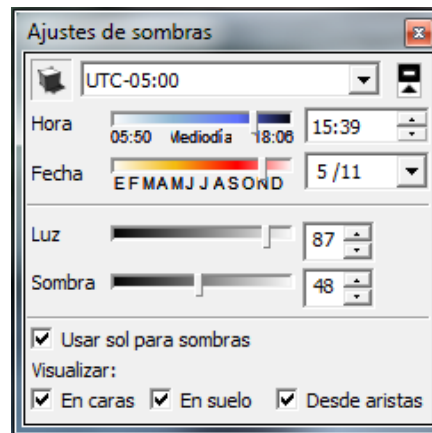 Ajustes de sombras
UTC-05:00
Hora 05:50 Mediodía 18:06 15:39
Fecha E F M A M J J A S O N D 5 /11
Luz 87
Sombra 48
Usar sol para sombras
Visualizar:
En caras En suelo Desde aristas